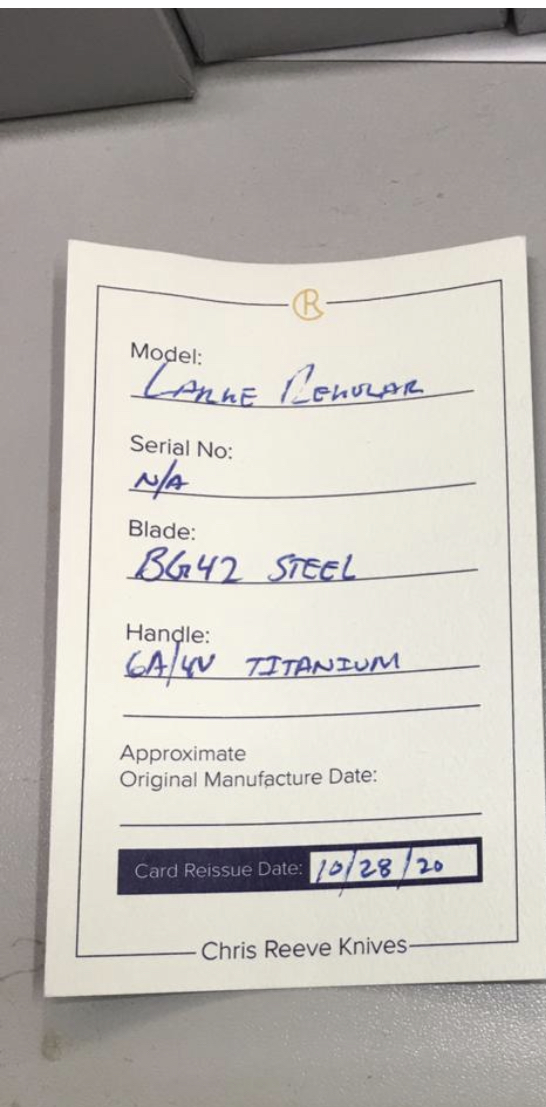 CR
Model:
LARGE REGULAR
Serial No:
N/A
Blade:
BG42 STEEL
Handle:
6A/4V TITANIUM
Approximate
Original Manufacture Date:
Card Reissue Date: 10/28/20
Chris Reeve Knives